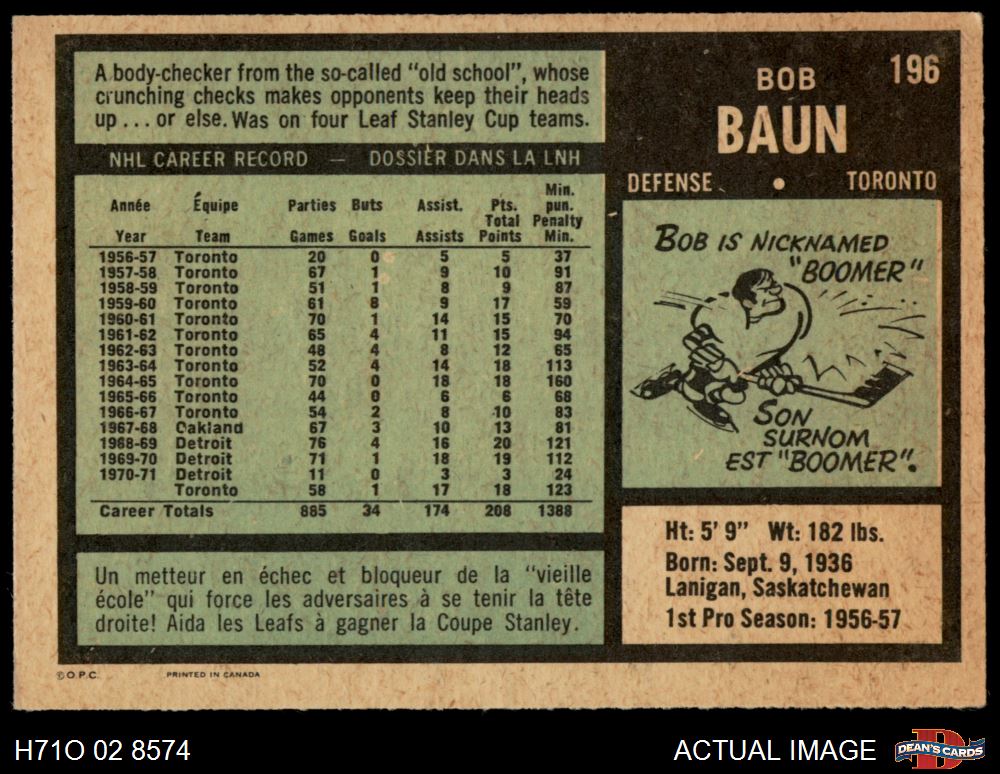 A body-checker from the so-called "old school", whose
crunching checks makes opponents keep their heads
up . . . or else. Was on four Leaf Stanley Cup teams.
NHL CAREER RECORD — DOSSIER DANS LA LNH
Année Équipe Parties Buts Assist. Pts. Total Min. pun. Penalty
Year Team Games Goals Assists Points Min.
1956-57 Toronto 20 0 5 5 37
1957-58 Toronto 67 1 9 10 91
1958-59 Toronto 51 1 8 9 87
1959-60 Toronto 61 8 9 17 59
1960-61 Toronto 70 1 14 15 70
1961-62 Toronto 65 4 11 15 94
1962-63 Toronto 48 4 8 12 65
1963-64 Toronto 52 4 14 18 113
1964-65 Toronto 70 0 18 18 160
1965-66 Toronto 44 0 6 6 68
1966-67 Toronto 54 2 8 10 83
1967-68 Oakland 67 3 10 13 81
1968-69 Detroit 76 4 16 20 121
1969-70 Detroit 71 1 18 19 112
1970-71 Detroit 11 0 3 3 24
Toronto 58 1 17 18 123
Career Totals 885 34 174 208 1388
Un metteur en échec et bloqueur de la "vieille
école" qui force les adversaires à se tenir la tête
droite! Aida les Leafs à gagner la Coupe Stanley.
196
BOB
BAUN
DEFENSE • TORONTO
BOB IS NICKNAMED
"BOOMER"
SON
SURNOM
EST "BOOMER".
Ht: 5' 9" Wt: 182 lbs.
Born: Sept. 9, 1936
Lanigan, Saskatchewan
1st Pro Season: 1956-57
© O.P.C. PRINTED IN CANADA
H71O 02 8574
ACTUAL IMAGE
D
DEAN'S CARDS